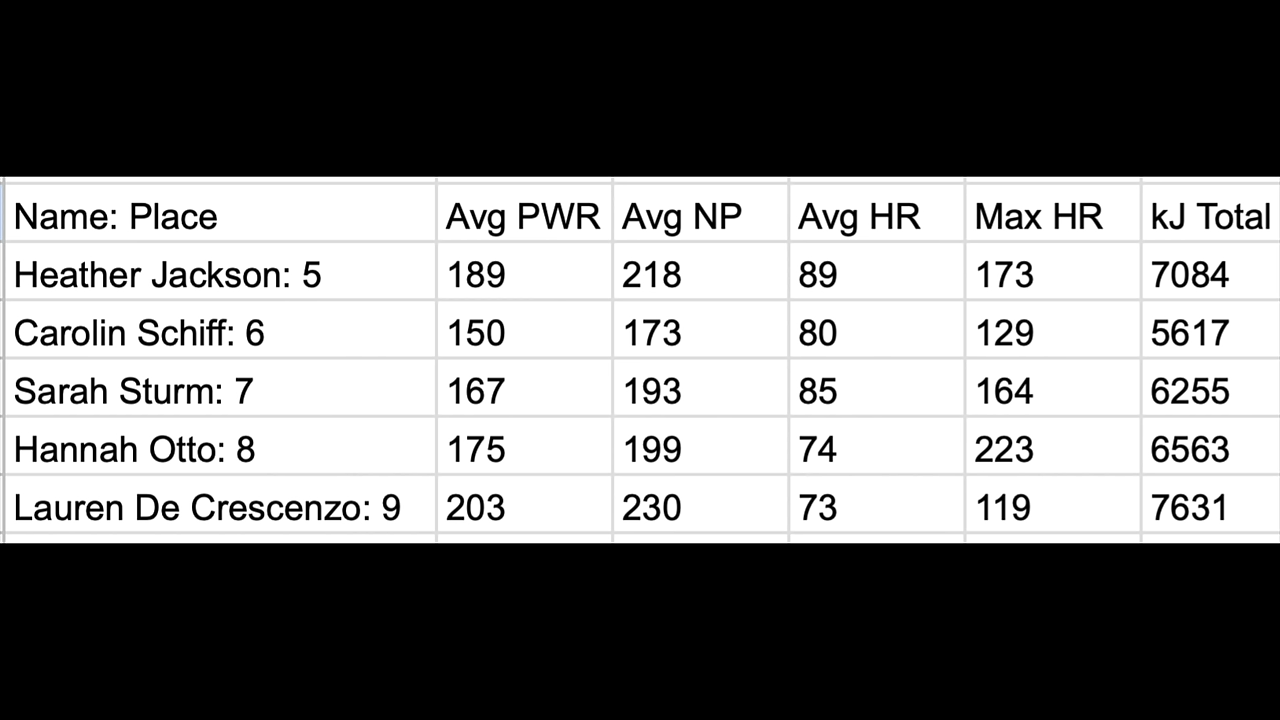 Name: Place Avg PWR Avg NP Avg HR Max HR kJ Total
Heather Jackson: 5 189 218 89 173 7084
Carolin Schiff: 6 150 173 80 129 5617
Sarah Sturm: 7 167 193 85 164 6255
Hannah Otto: 8 175 199 74 223 6563
Lauren De Crescenzo: 9 203 230 73 119 7631